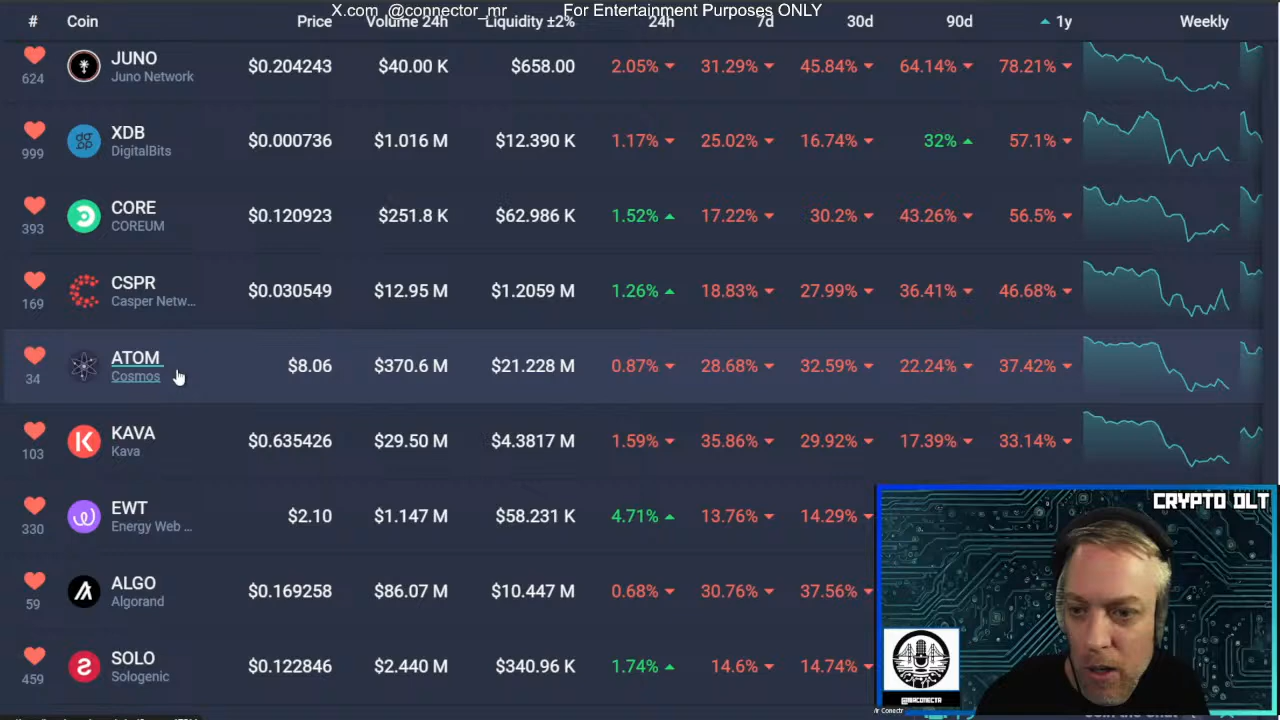 X.com @connector_mr For Entertainment Purposes ONLY
# Coin Price Volume 24h Liquidity ±2% 24h 7d 30d 90d 1y Weekly
JUNO $0.204243 $40.00 K $658.00 2.05% 31.29% 45.84% 64.14% 78.21%
624 Juno Network
XDB $0.000736 $1.016 M $12.390 K 1.17% 25.02% 16.74% 32% 57.1%
999 DigitalBits
CORE $0.120923 $251.8 K $62.986 K 1.52% 17.22% 30.2% 43.26% 56.5%
393 COREUM
CSPR $0.030549 $12.95 M $1.2059 M 1.26% 18.83% 27.99% 36.41% 46.68%
169 Casper Netw...
ATOM $8.06 $370.6 M $21.228 M 0.87% 28.68% 32.59% 22.24% 37.42%
34 Cosmos
KAVA $0.635426 $29.50 M $4.3817 M 1.59% 35.86% 29.92% 17.39% 33.14%
103 Kava
EWT $2.10 $1.147 M $58.231 K 4.71% 13.76% 14.29%
330 Energy Web ...
ALGO $0.169258 $86.07 M $10.447 M 0.68% 30.76% 37.56%
59 Algorand
SOLO $0.122846 $2.440 M $340.96 K 1.74% 14.6% 14.74%
459 Sologenic
CRYPTO DLT
@MRCONECTR
Mr Conectr